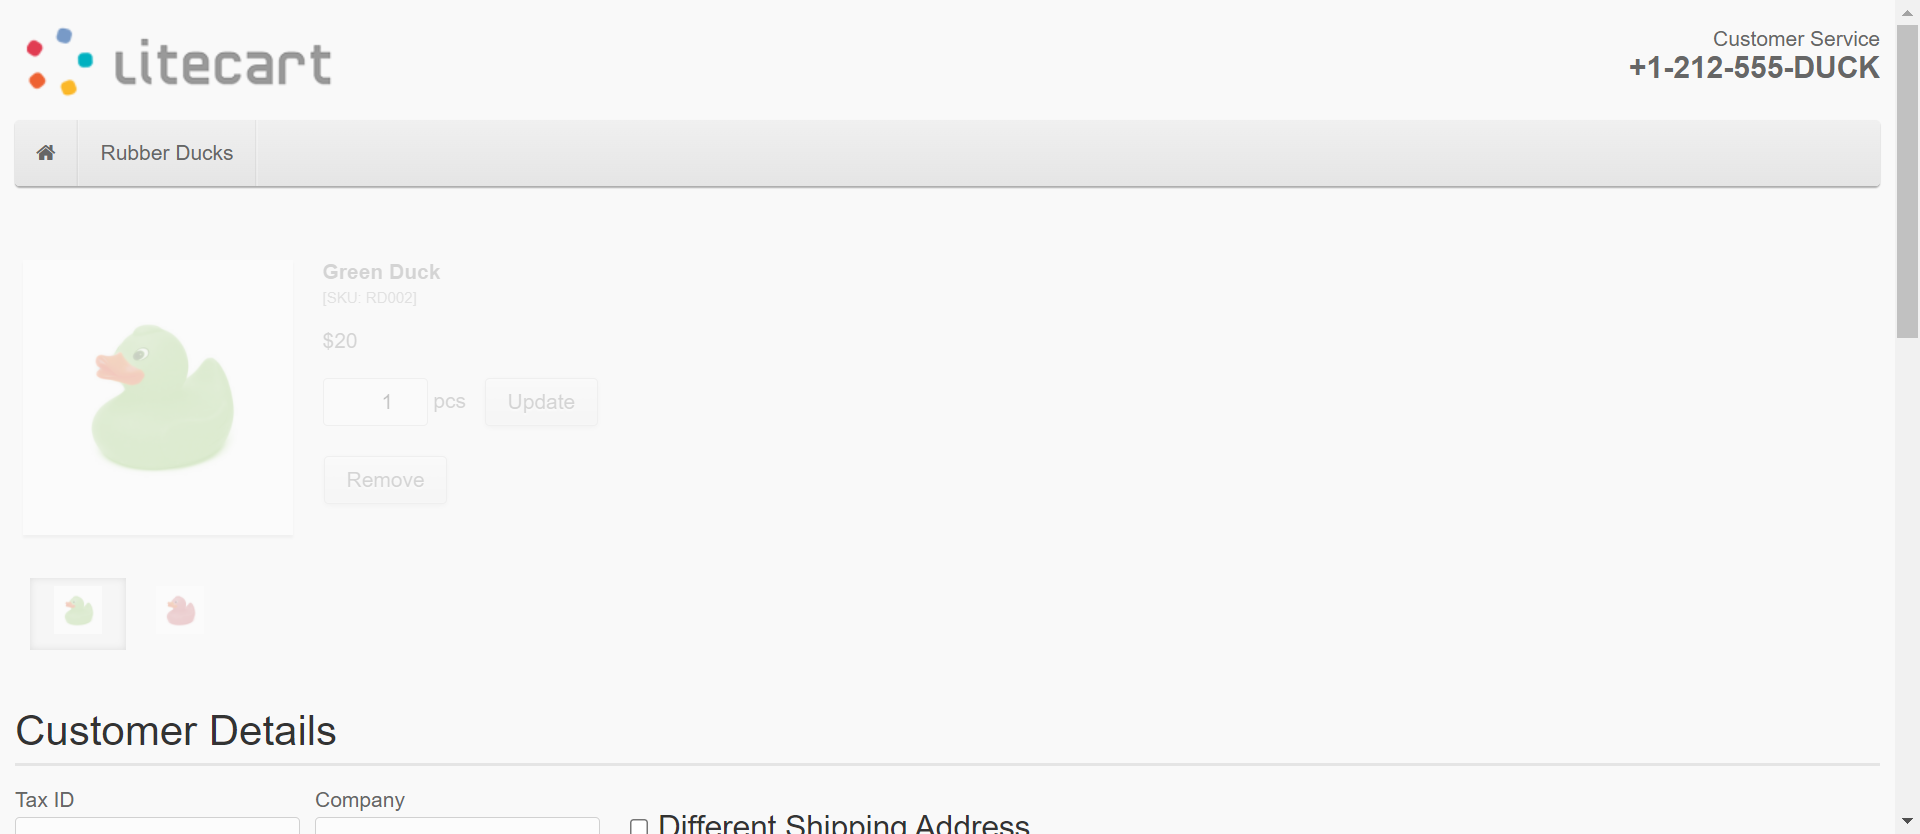 Litecart
Customer Service
+1-212-555-DUCK
Rubber Ducks
Green Duck
[SKU: RD002]
$20
1 pcs Update
Remove
Customer Details
Tax ID Company
Different Shipping Address